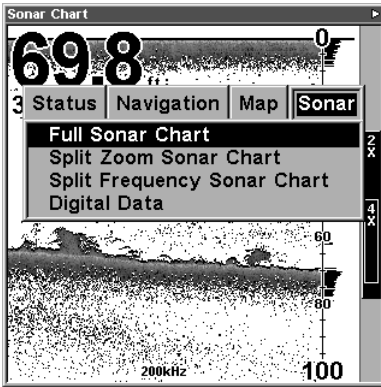 Sonar Chart
69.8 ft
0
3
Status Navigation Map Sonar
Full Sonar Chart
Split Zoom Sonar Chart
Split Frequency Sonar Chart
Digital Data
2X
4X
60
80
200kHz
100